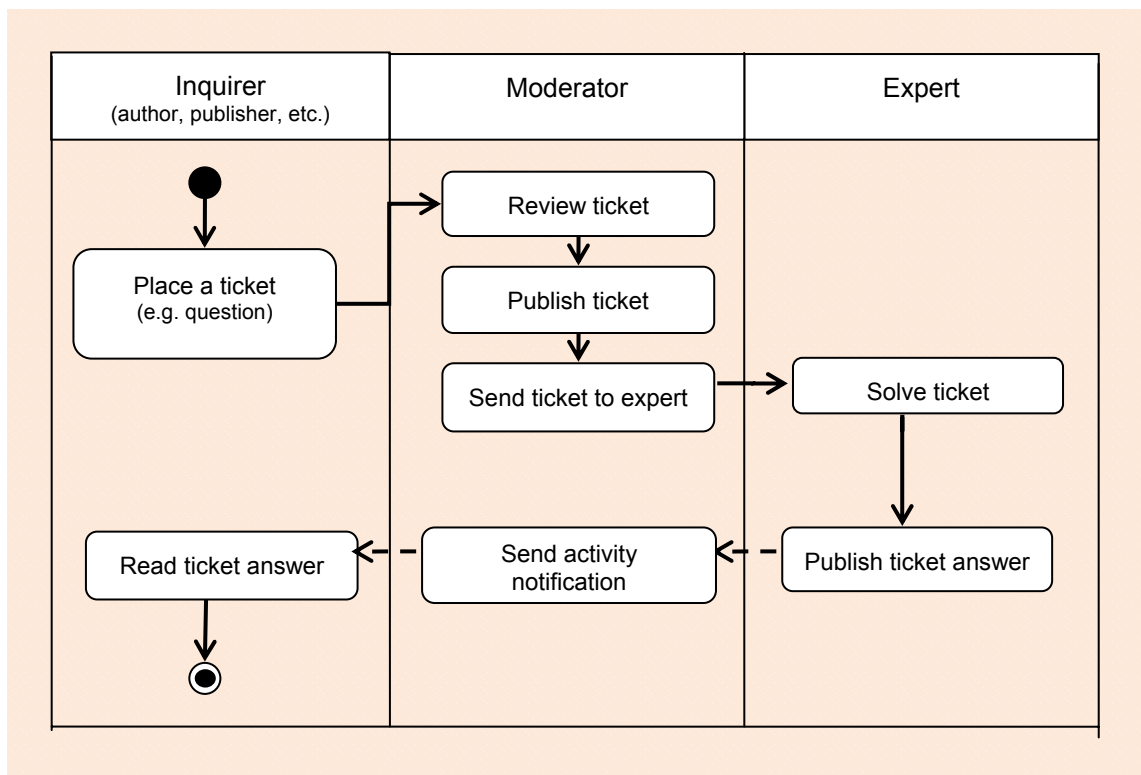 Inquirer
(author, publisher, etc.)
Moderator
Expert
Place a ticket
(e.g. question)
Review ticket
Publish ticket
Send ticket to expert
Solve ticket
Read ticket answer
Send activity
notification
Publish ticket answer